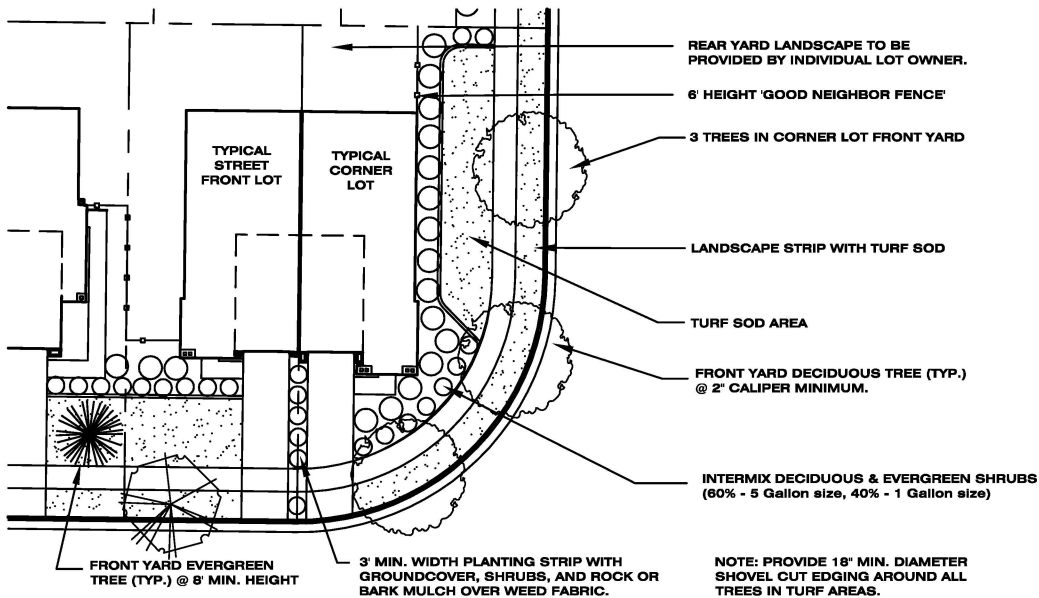 REAR YARD LANDSCAPE TO BE
PROVIDED BY INDIVIDUAL LOT OWNER.
6' HEIGHT 'GOOD NEIGHBOR FENCE'
3 TREES IN CORNER LOT FRONT YARD
TYPICAL
STREET
FRONT LOT
TYPICAL
CORNER
LOT
LANDSCAPE STRIP WITH TURF SOD
TURF SOD AREA
FRONT YARD DECIDUOUS TREE (TYP.)
@ 2" CALIPER MINIMUM.
INTERMIX DECIDUOUS & EVERGREEN SHRUBS
(60% - 5 Gallon size, 40% - 1 Gallon size)
FRONT YARD EVERGREEN
TREE (TYP.) @ 8' MIN. HEIGHT
3' MIN. WIDTH PLANTING STRIP WITH
GROUNDCOVER, SHRUBS, AND ROCK OR
BARK MULCH OVER WEED FABRIC.
NOTE: PROVIDE 18" MIN. DIAMETER
SHOVEL CUT EDGING AROUND ALL
TREES IN TURF AREAS.